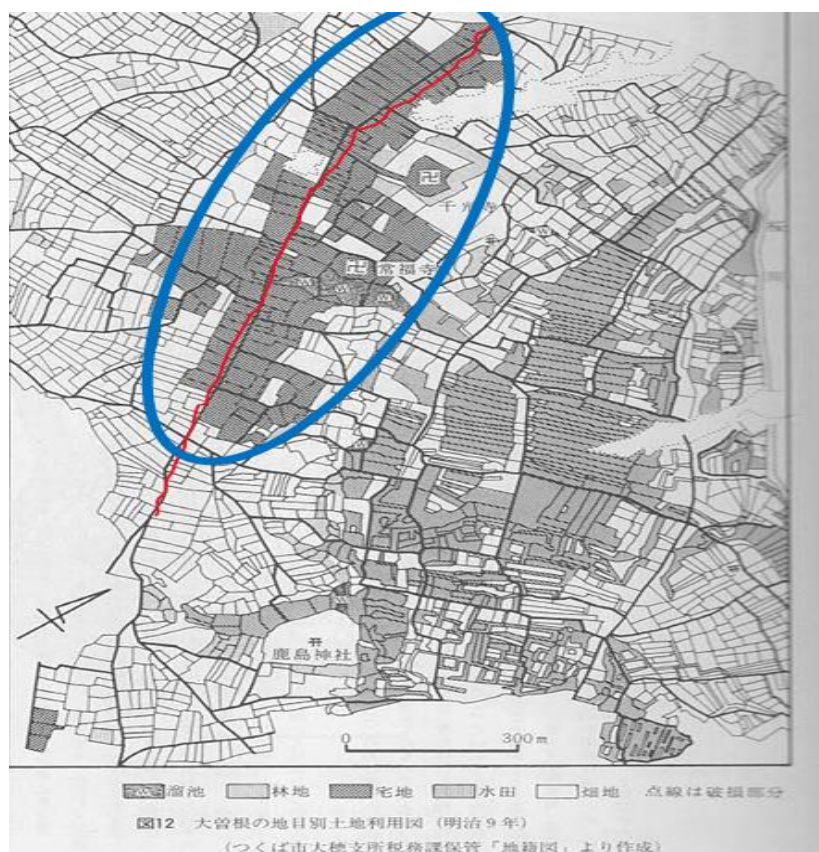 千光寺
常福寺
鹿島神社
0 300m
溜池 林地 宅地 水田 畑地 点線は破損部分
図12 大曽根の地目別土地利用図（明治9年）
（つくば市大穂支所税務課保管「地籍図」より作成）